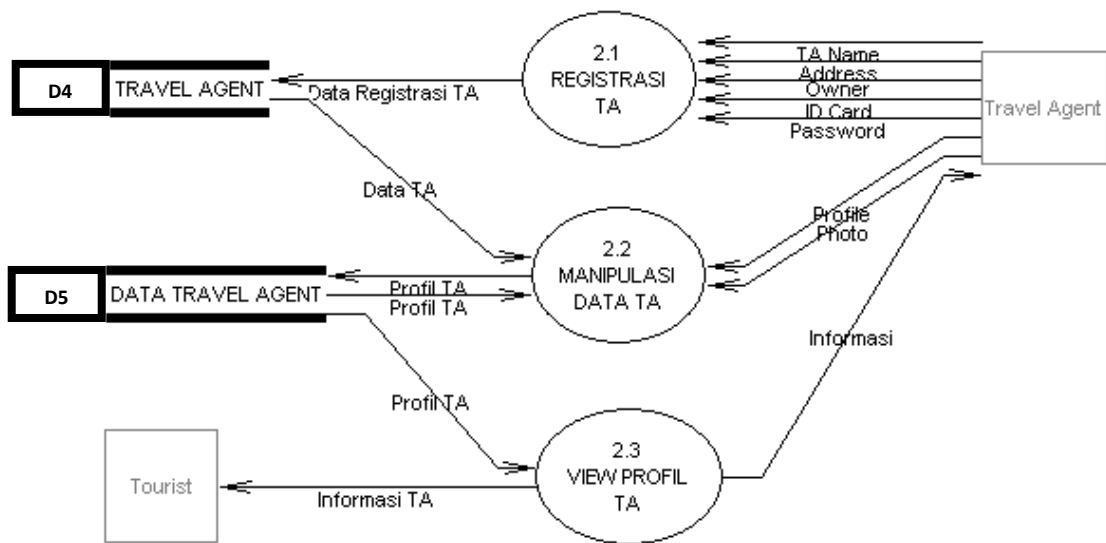 2.1
REGISTRASI
TA
TA Name
Address
Owner
ID Card
Password
Travel Agent
D4
TRAVEL AGENT
Data Registrasi TA
Data TA
Profile
Photo
2.2
MANIPULASI
DATA TA
D5
DATA TRAVEL AGENT
Profil TA
Profil TA
Informasi
Profil TA
2.3
VIEW PROFIL
TA
Tourist
Informasi TA